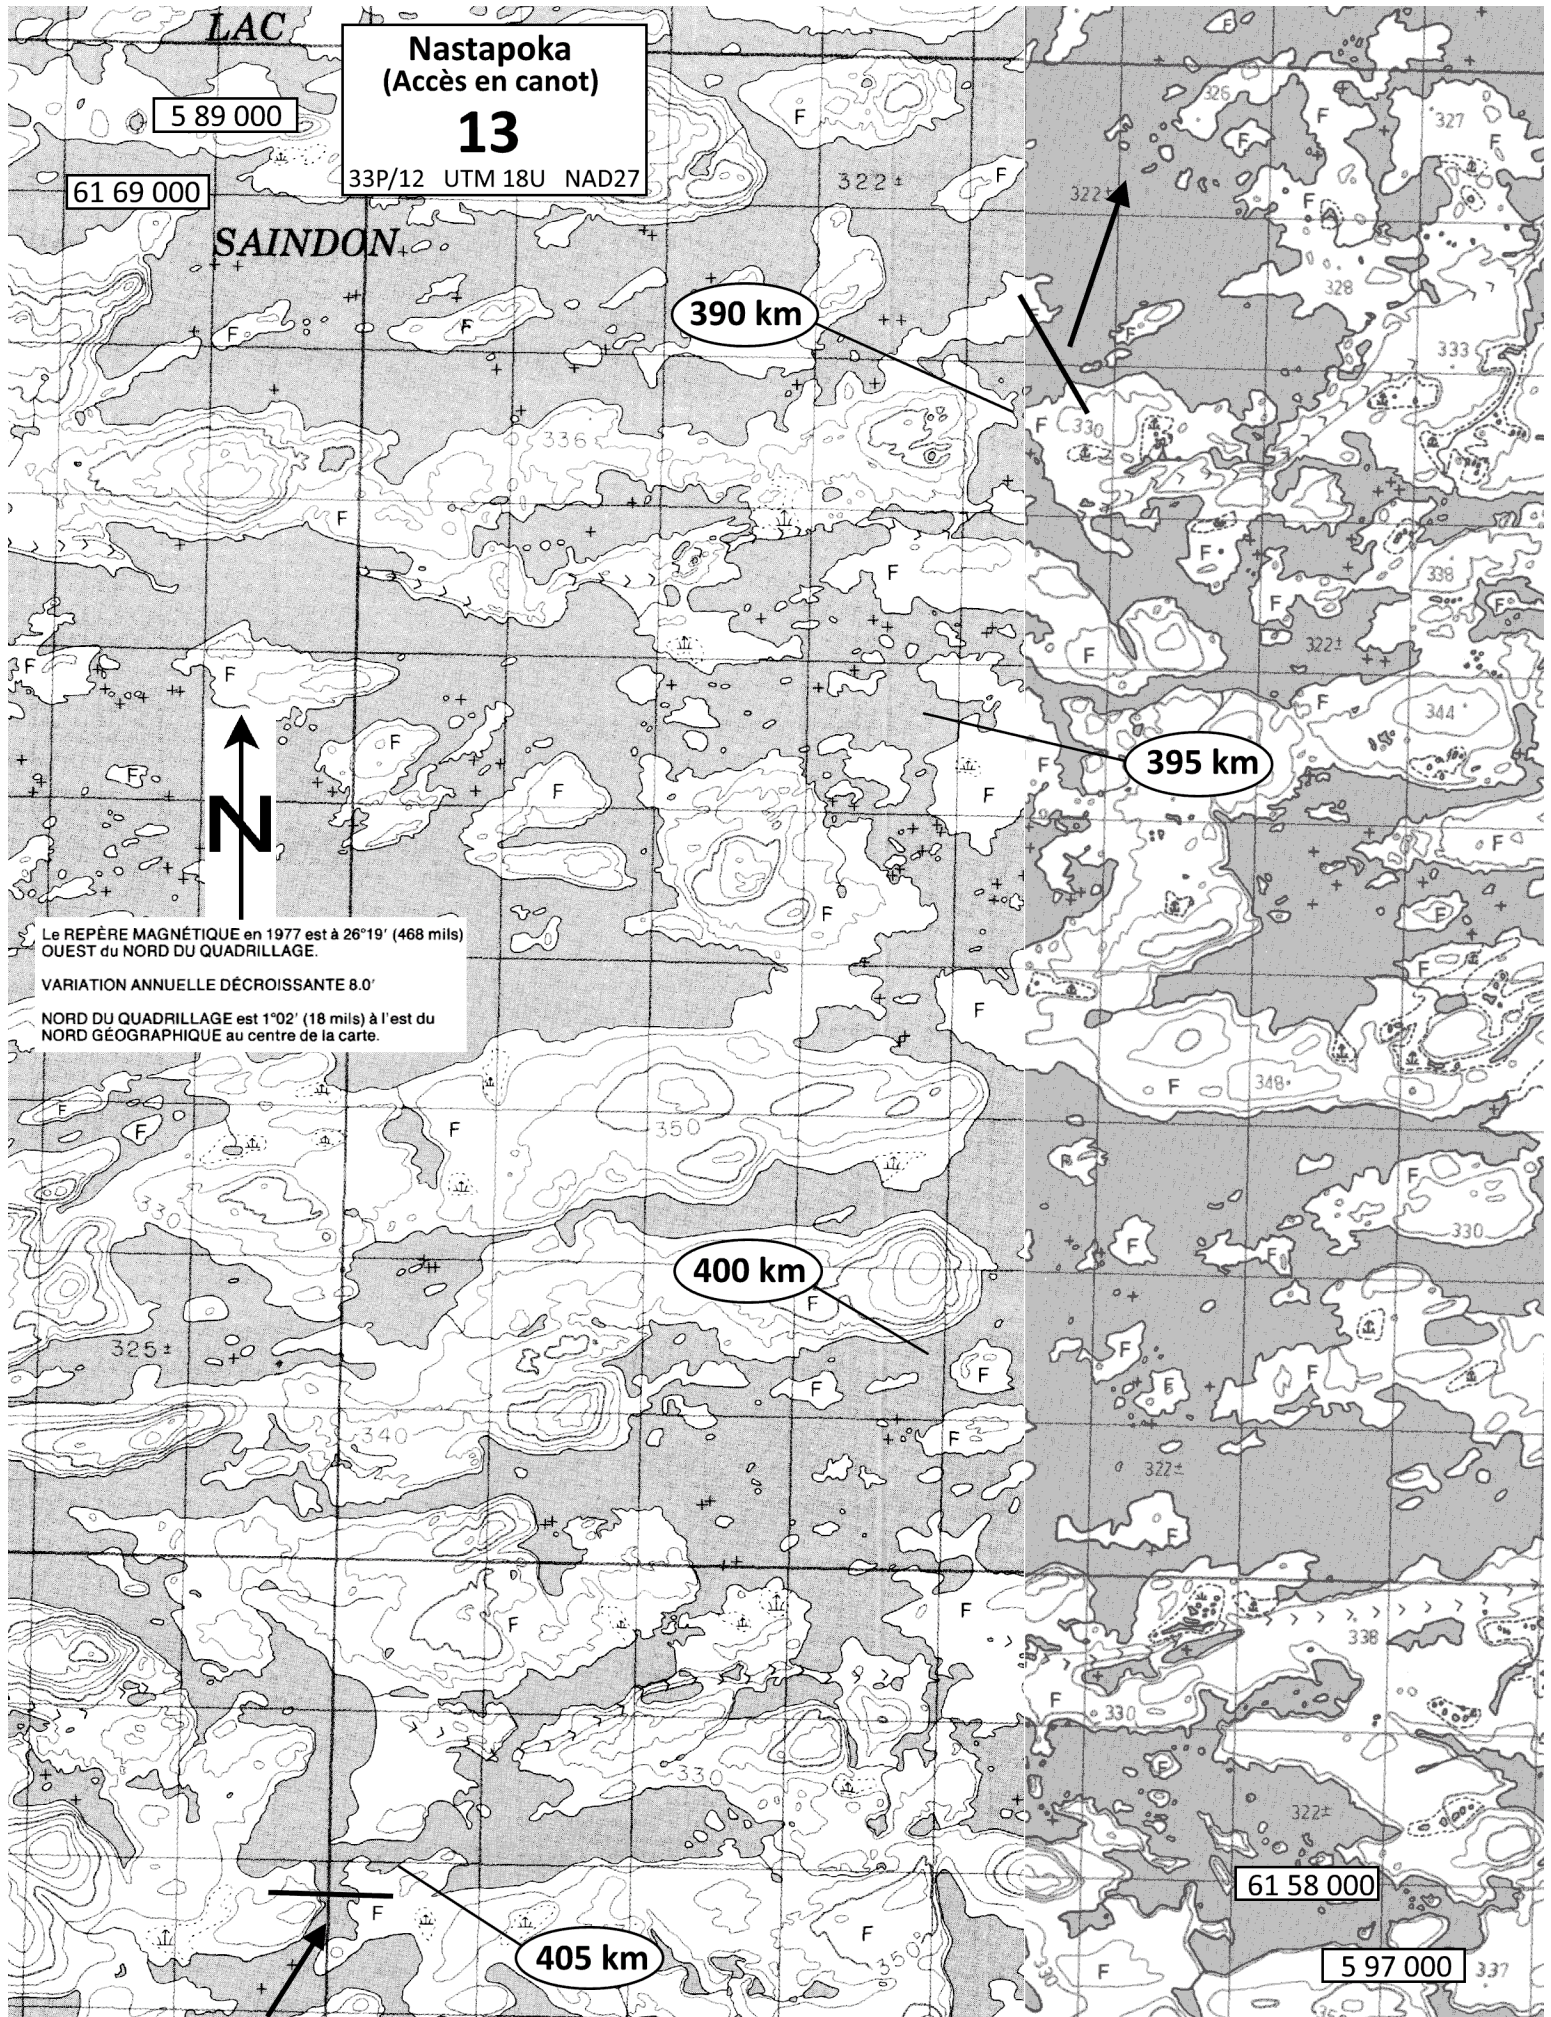 LAC
Nastapoka
(Accès en canot)
13
33P/12 UTM 18U NAD27
5 89 000
61 69 000
SAINDON
F
322±
F
F
326
F
F
327
F
322±
F
328
390 km
F
F
F
333
336
F
330
F
F
F
338
F
F
F
F
322±
F
F
F
344
F
395 km
F
F
F
F
F
N
F
F
Le REPÈRE MAGNÉTIQUE en 1977 est à 26°19' (468 mils)
OUEST du NORD DU QUADRILLAGE.
VARIATION ANNUELLE DÉCROISSANTE 8.0'
NORD DU QUADRILLAGE est 1°02' (18 mils) à l'est du
NORD GÉOGRAPHIQUE au centre de la carte.
F
F
F
348
F
F
F
350
F
F
330
330
F
F
400 km
F
325±
F
F
F
F
F
340
F
322±
F
F
F
338
F
330
330
F
322±
61 58 000
F
F
405 km
350
330
F
5 97 000
337